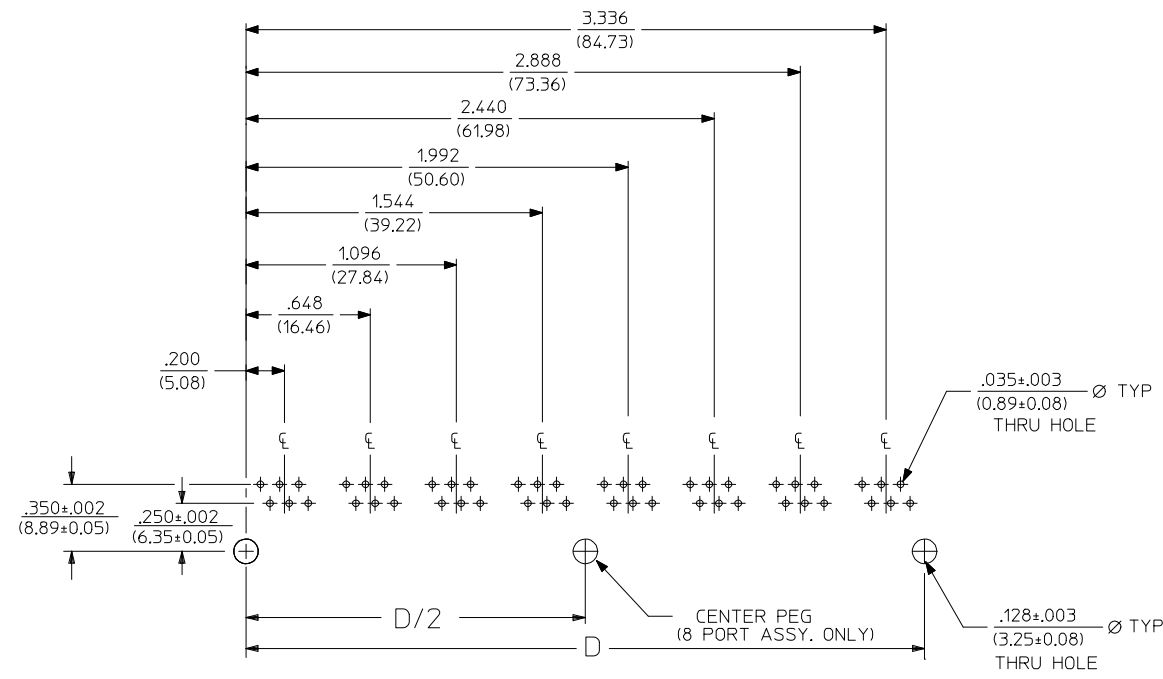 3.336
(84.73)
2.888
(73.36)
2.440
(61.98)
1.992
(50.60)
1.544
(39.22)
1.096
(27.84)
.648
(16.46)
.200
(5.08)
.035±.003
(0.89±0.08)
Ø TYP
THRU HOLE
℄ ℄ ℄ ℄ ℄ ℄ ℄ ℄
.350±.002
(8.89±0.05)
.250±.002
(6.35±0.05)
D/2
CENTER PEG
(8 PORT ASSY. ONLY)
D
.128±.003
(3.25±0.08)
Ø TYP
THRU HOLE